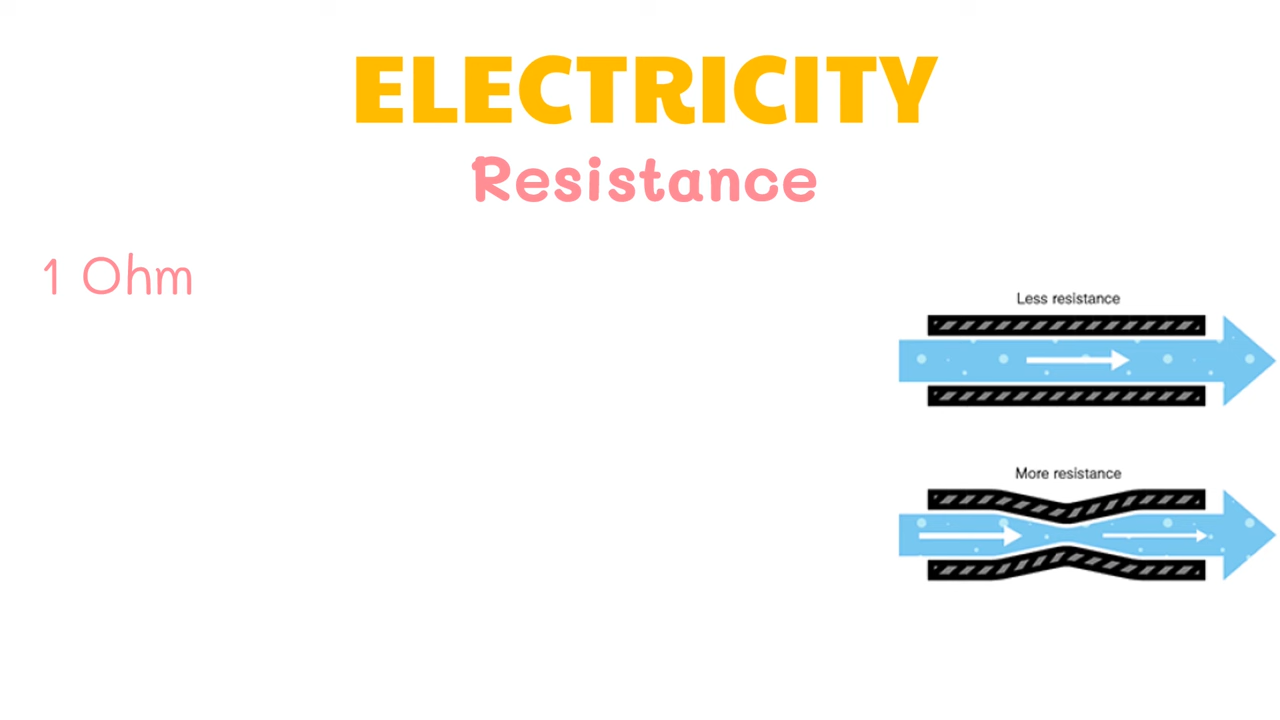 ELECTRICITY
Resistance
1 Ohm
Less resistance
More resistance